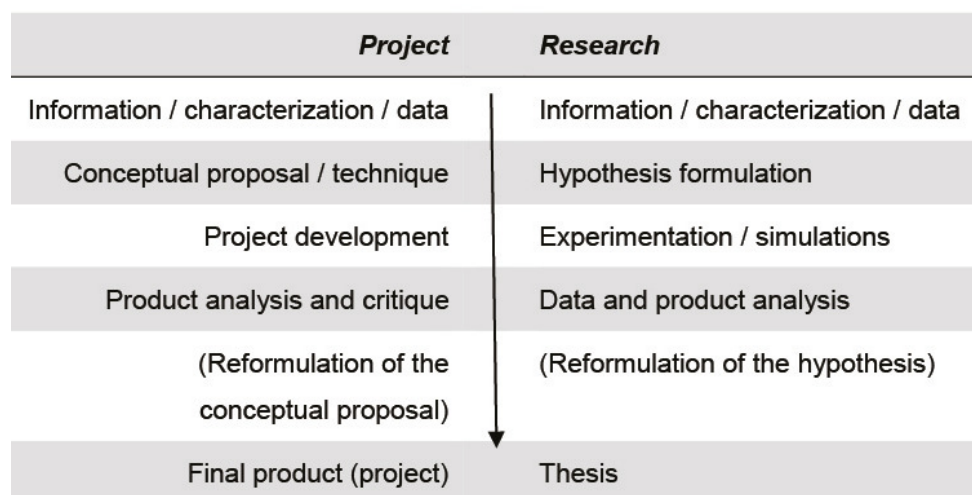 Project Research
Information / characterization / data Information / characterization / data
Conceptual proposal / technique Hypothesis formulation
Project development Experimentation / simulations
Product analysis and critique Data and product analysis
(Reformulation of the (Reformulation of the hypothesis)
conceptual proposal)
Final product (project) Thesis